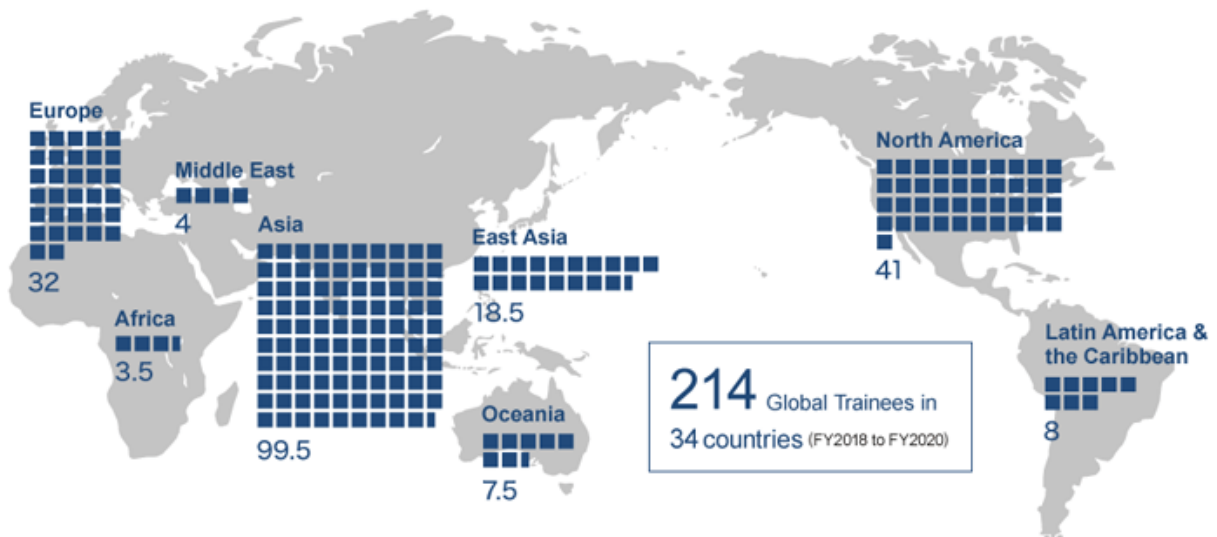 Europe
32
Middle East
4
Africa
3.5
Asia
99.5
East Asia
18.5
Oceania
7.5
214 Global Trainees in
34 countries (FY2018 to FY2020)
North America
41
Latin America &
the Caribbean
8